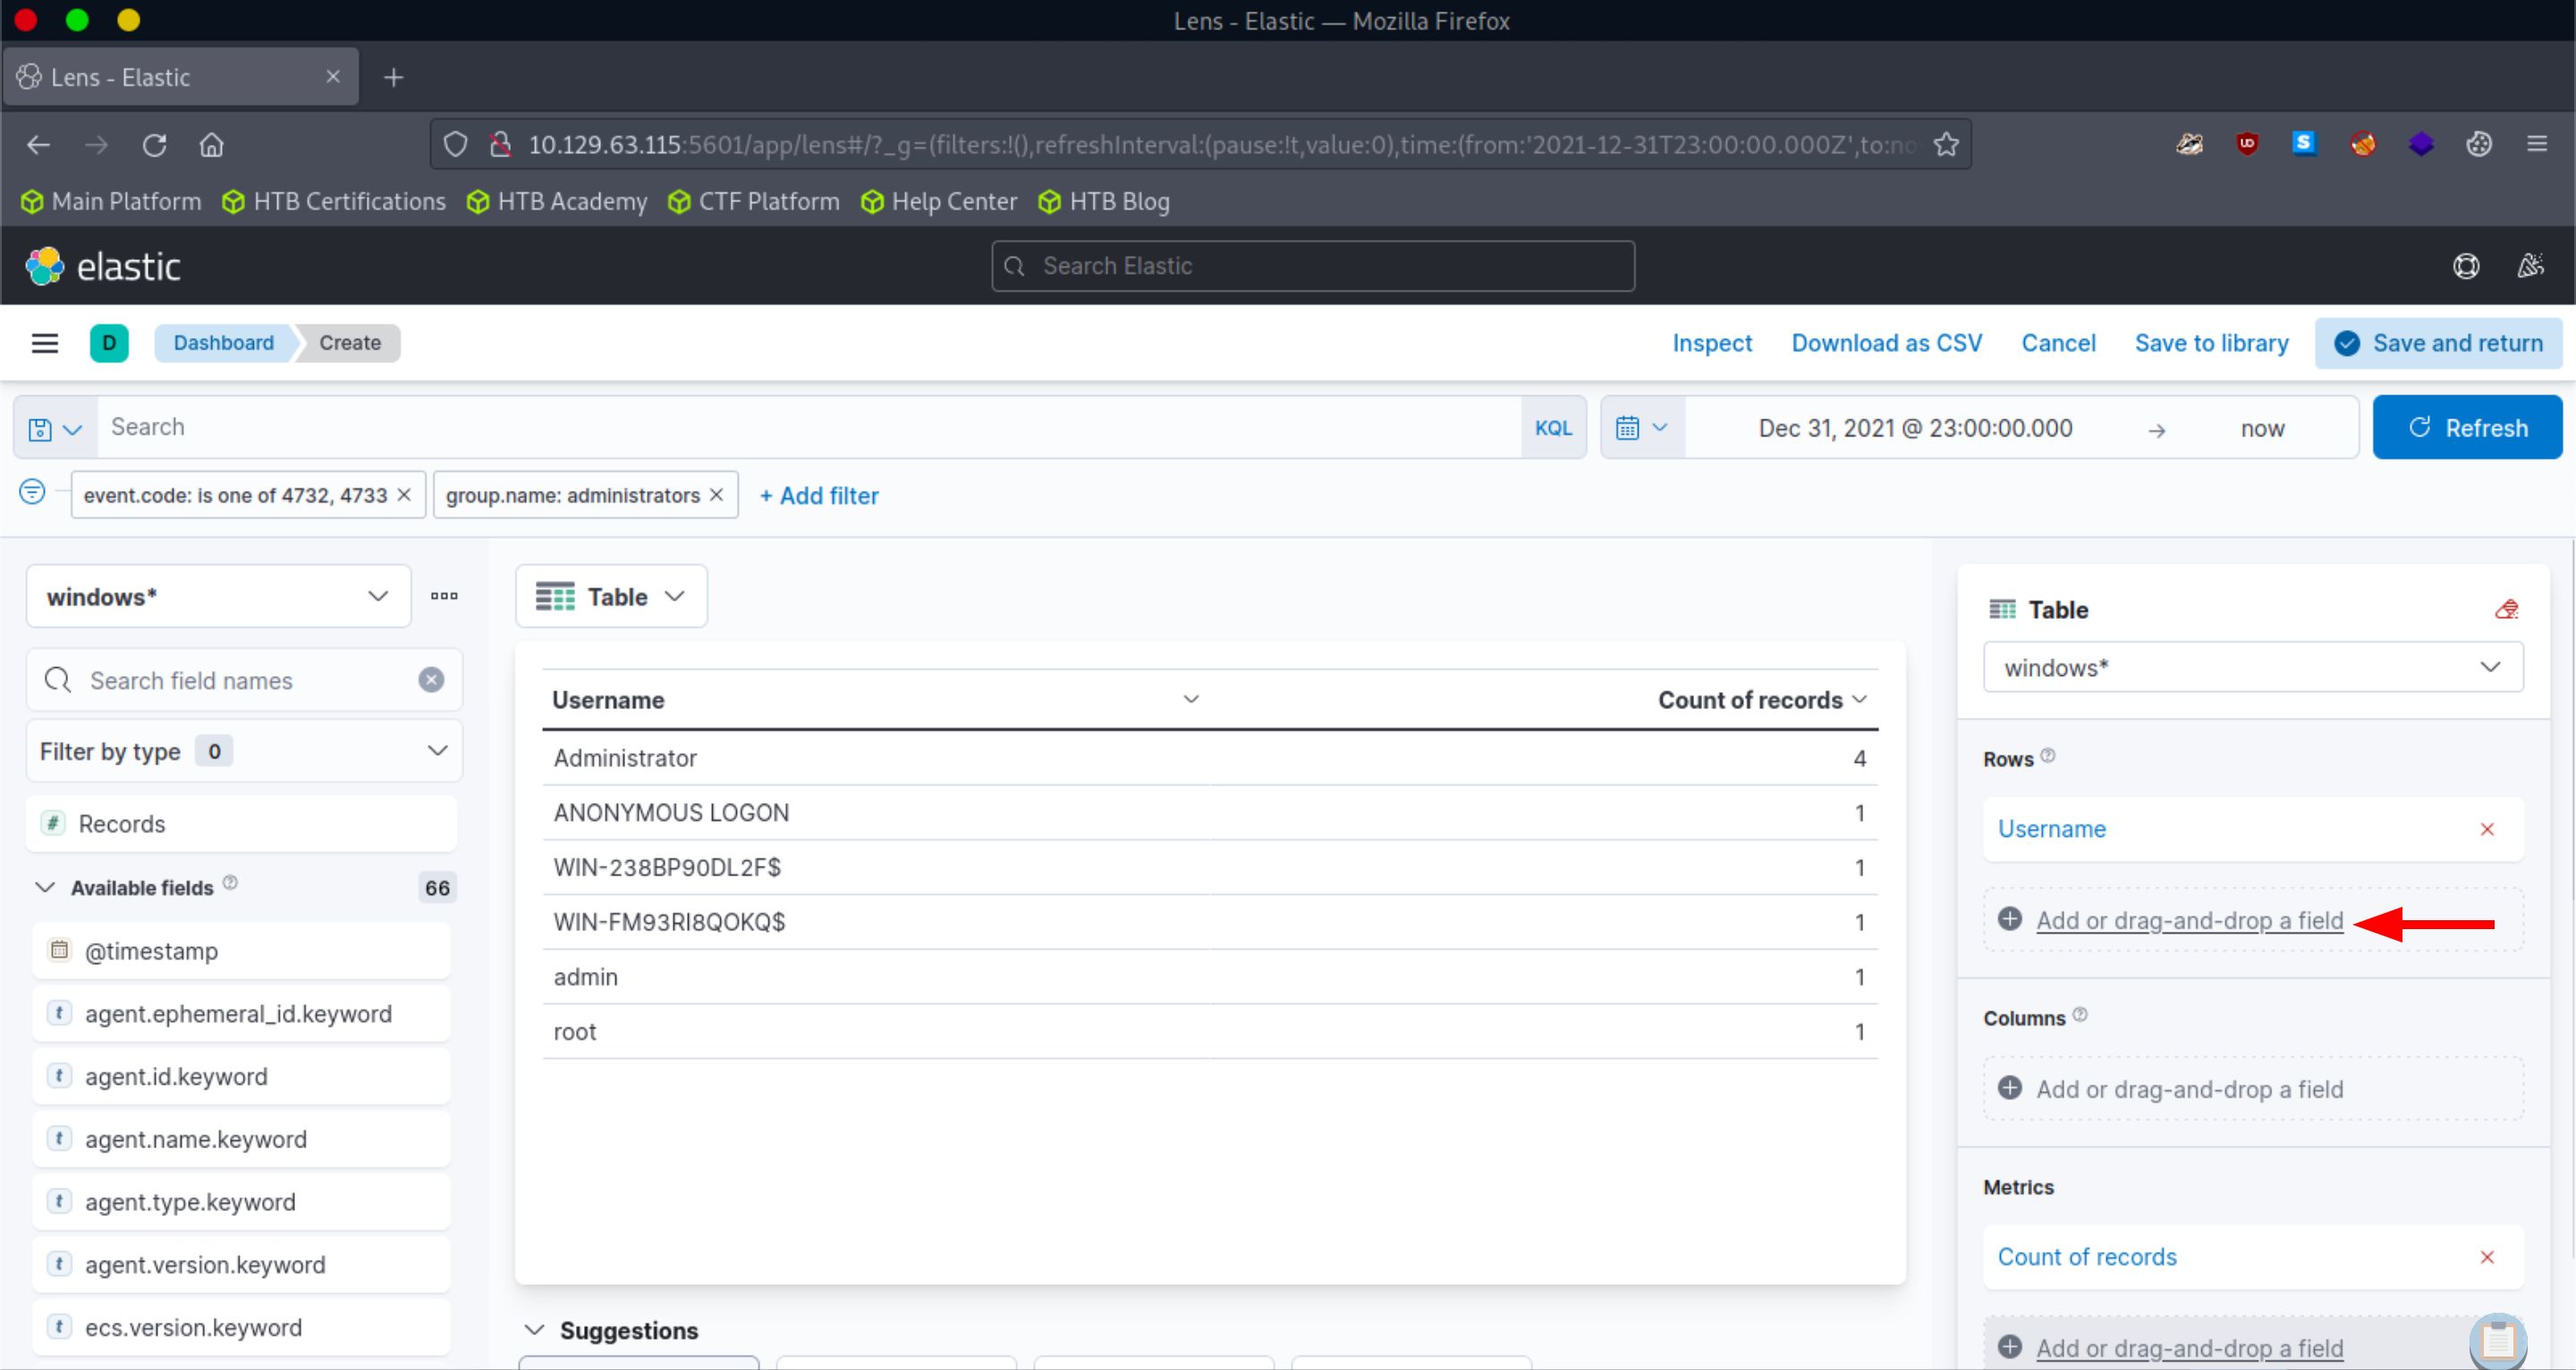 Lens - Elastic — Mozilla Firefox
Lens - Elastic
10.129.63.115:5601/app/lens#/?_g=(filters:!(),refreshInterval:(pause:!t,value:0),time:(from:'2021-12-31T23:00:00.000Z',to:no
Main Platform HTB Certifications HTB Academy CTF Platform Help Center HTB Blog
elastic Search Elastic
D Dashboard Create Inspect Download as CSV Cancel Save to library Save and return
Search KQL Dec 31, 2021 @ 23:00:00.000 → now Refresh
event.code: is one of 4732, 4733 group.name: administrators + Add filter
windows* Table
Search field names
Filter by type 0
Records
Available fields 66
@timestamp
agent.ephemeral_id.keyword
agent.id.keyword
agent.name.keyword
agent.type.keyword
agent.version.keyword
ecs.version.keyword
Username Count of records
Administrator 4
ANONYMOUS LOGON 1
WIN-238BP90DL2F$ 1
WIN-FM93RI8QOKQ$ 1
admin 1
root 1
Suggestions
Table
windows*
Rows
Username
Add or drag-and-drop a field
Columns
Add or drag-and-drop a field
Metrics
Count of records
Add or drag-and-drop a field